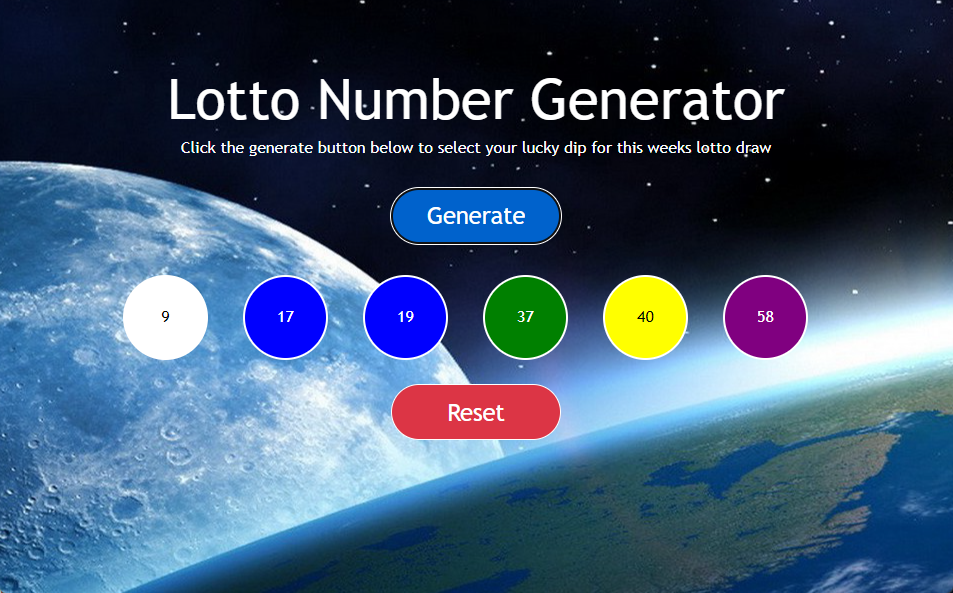 Lotto Number Generator
Click the generate button below to select your lucky dip for this weeks lotto draw
Generate
9 17 19 37 40 58
Reset